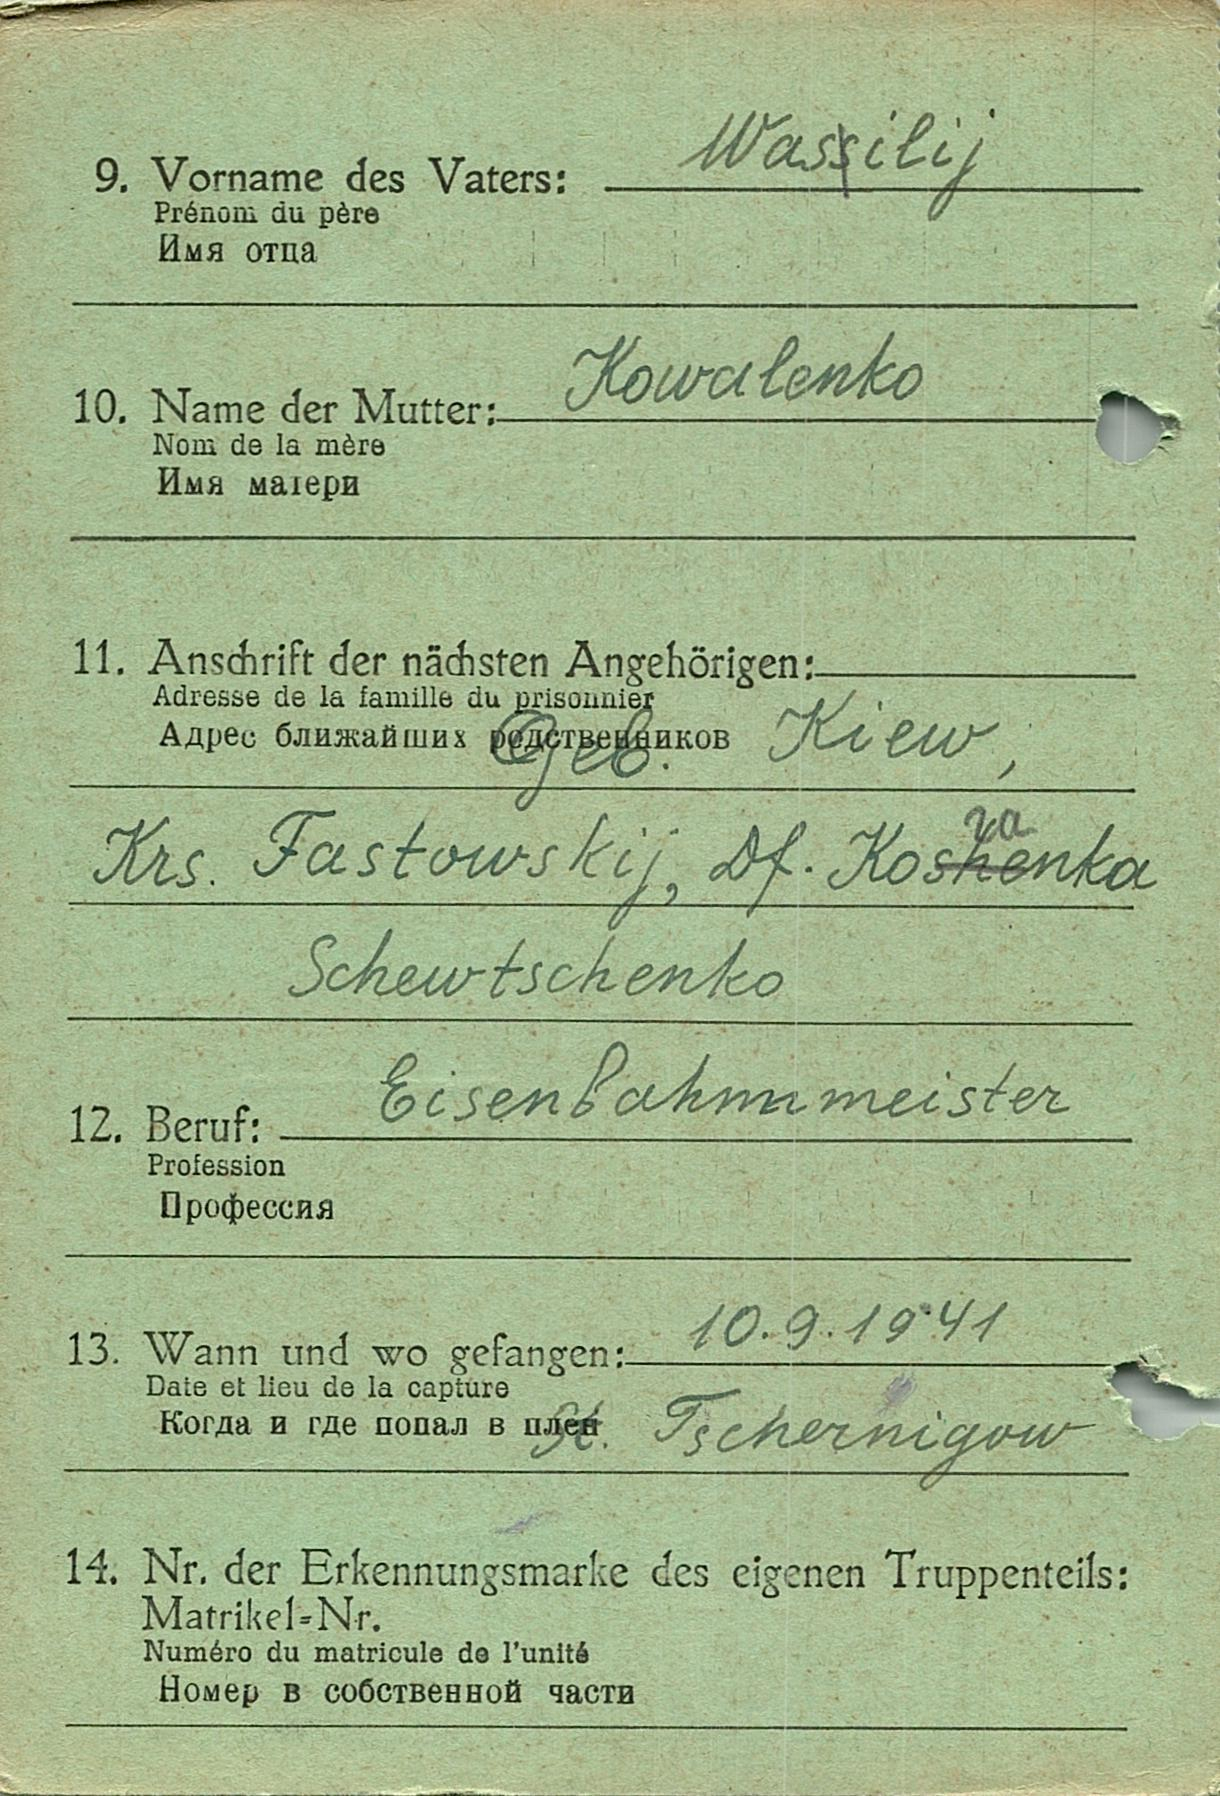 9. Vorname des Vaters: Wassilij
Prénom du père
Имя отца
10. Name der Mutter: Kowalenko
Nom de la mère
Имя матери
11. Anschrift der nächsten Angehörigen:
Adresse de la famille du prisonnier
Адрес ближайших родственников Geb. Kiew,
ya
Krs. Fastowskij, Df. Koshenka
Schewtschenko
12. Beruf: Eisenbahnmeister
Profession
Профессия
13. Wann und wo gefangen: 10.9.1941
Date et lieu de la capture
Когда и где попал в плен St. Tschernigow
14. Nr. der Erkennungsmarke des eigenen Truppenteils:
Matrikel=Nr.
Numéro du matricule de l'unité
Номер в собственной части